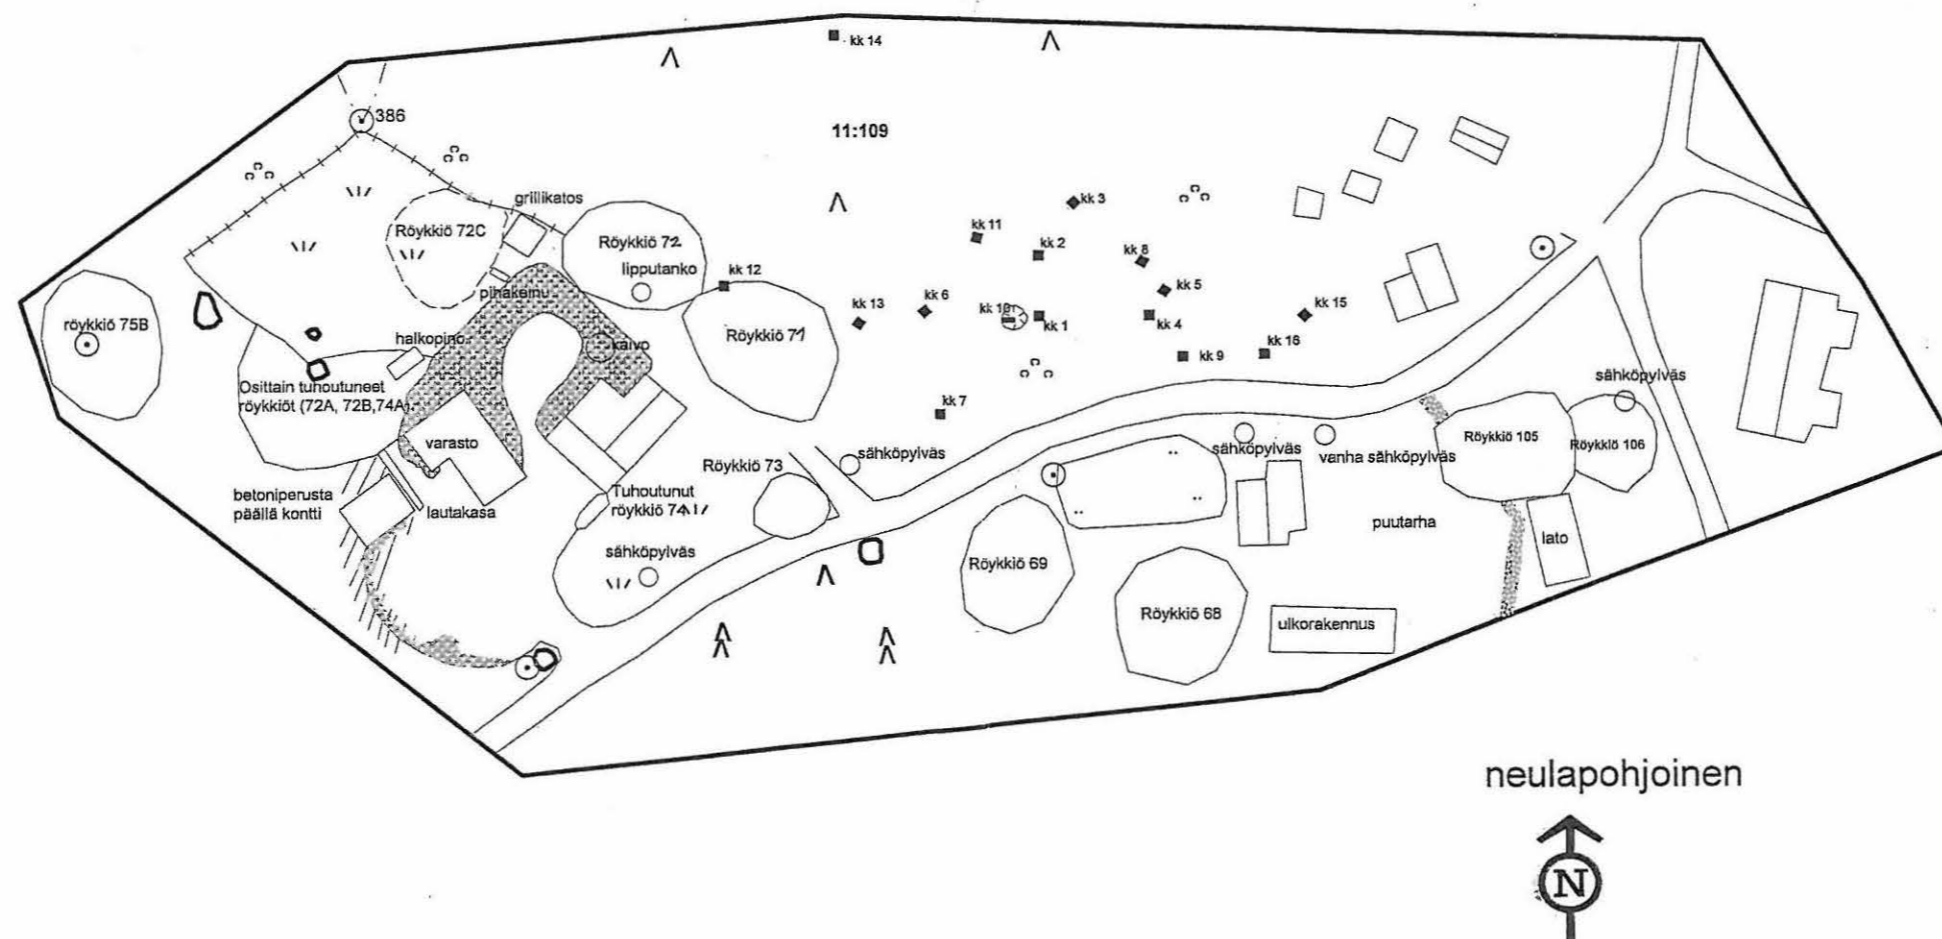 kk 14
386
11:109
grillikatos
kk 3
Röykkiö 72C
Röykkiö 72
kk 11
kk 2
kk 8
lipputanko
kk 12
pihakeinu
kk 5
röykkiö 75B
kk 13
kk 6
kk 10
kk 1
kk 4
kk 15
halkopino
kaivo
Röykkiö 71
kk 9
kk 16
Osittain tuhoutuneet
röykkiöt (72A, 72B,74A)
kk 7
sähköpylväs
varasto
sähköpylväs
sähköpylväs
vanha sähköpylväs
Röykkiö 105
Röykkiö 106
Röykkiö 73
betoniperusta
päällä kontti
lautakasa
Tuhoutunut
röykkiö 74
puutarha
lato
sähköpylväs
Röykkiö 69
Röykkiö 68
ulkorakennus
neulapohjoinen
N